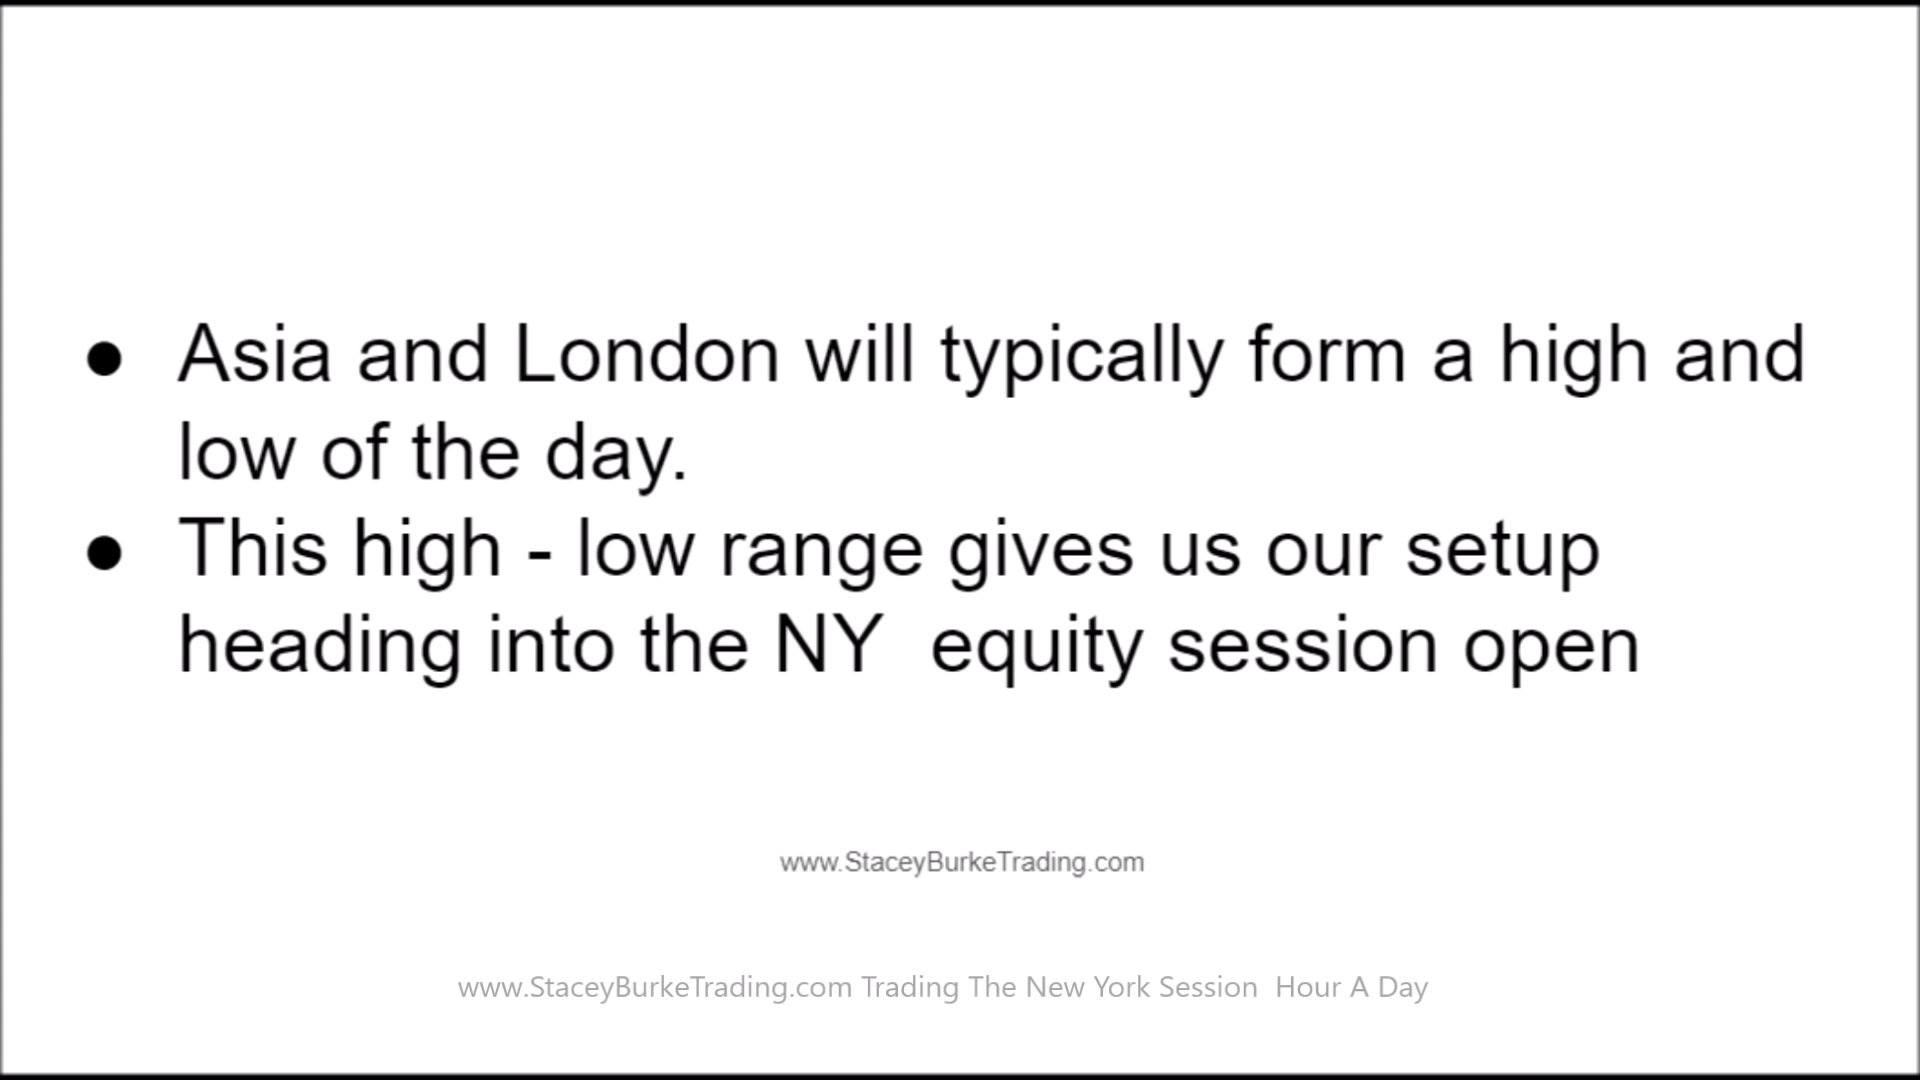 ● Asia and London will typically form a high and
low of the day.
● This high - low range gives us our setup
heading into the NY  equity session open
www.StaceyBurkeTrading.com
www.StaceyBurkeTrading.com Trading The New York Session  Hour A Day